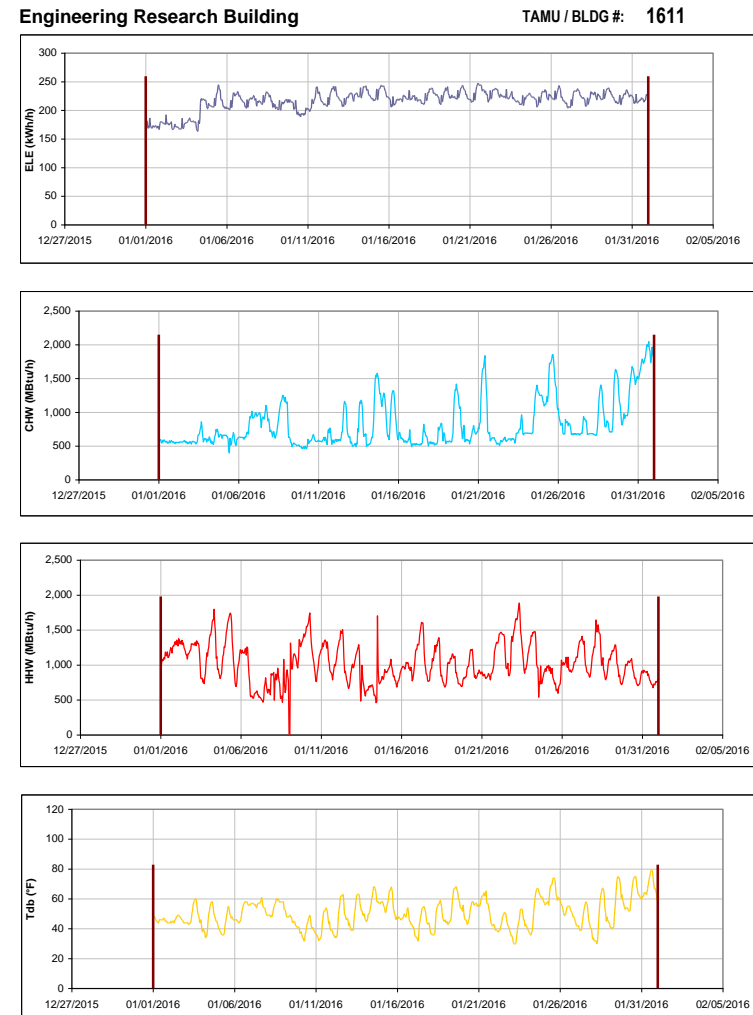 Engineering Research Building TAMU / BLDG #: 1611
300
250
200
150
100
50
0
ELE (kWh/h)
12/27/2015 01/01/2016 01/06/2016 01/11/2016 01/16/2016 01/21/2016 01/26/2016 01/31/2016 02/05/2016
2,500
2,000
1,500
1,000
500
0
CHW (MBtu/h)
12/27/2015 01/01/2016 01/06/2016 01/11/2016 01/16/2016 01/21/2016 01/26/2016 01/31/2016 02/05/2016
2,500
2,000
1,500
1,000
500
0
HHW (MBtu/h)
12/27/2015 01/01/2016 01/06/2016 01/11/2016 01/16/2016 01/21/2016 01/26/2016 01/31/2016 02/05/2016
120
100
80
60
40
20
0
Tdb (°F)
12/27/2015 01/01/2016 01/06/2016 01/11/2016 01/16/2016 01/21/2016 01/26/2016 01/31/2016 02/05/2016